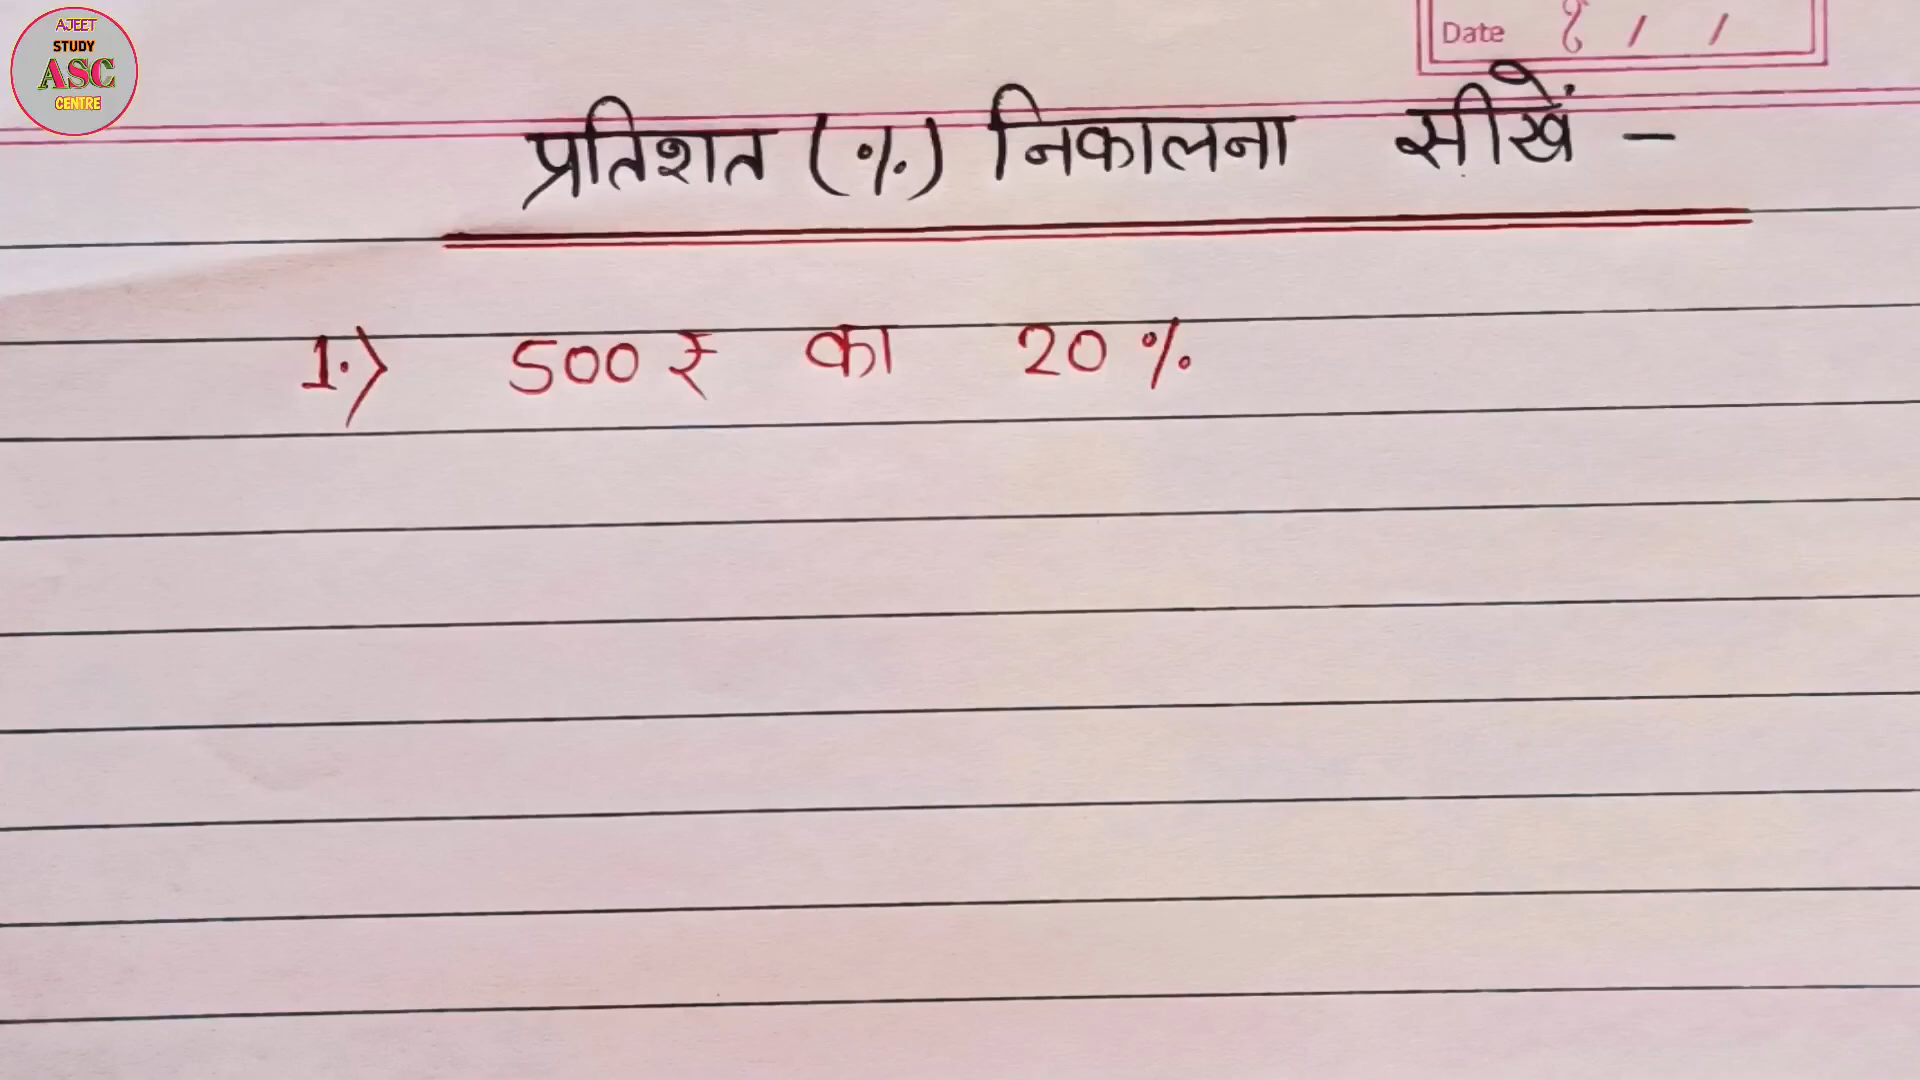 AJEET
STUDY
ASC
CENTRE
Date / /
प्रतिशत (%) निकालना सीखें -
1.) 500 ₹ का 20 %